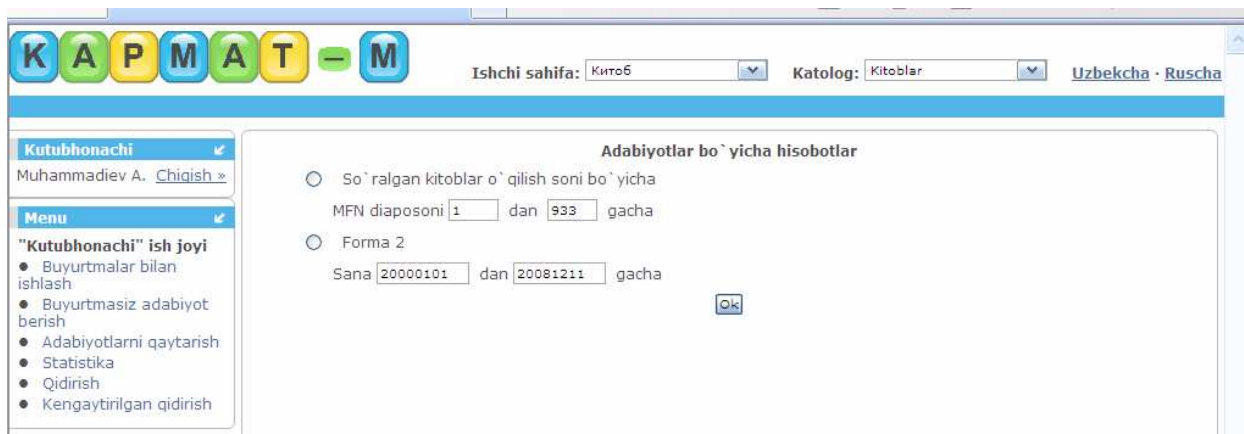 КАРМАТ – М
Ishchi sahifa: Китоб Katolog: Kitoblar Uzbekcha · Ruscha
Kutubhonachi
Muhammadiev A. Chiqish »
Menu
"Kutubhonachi" ish joyi
Buyurtmalar bilan
ishlash
Buyurtmasiz adabiyot
berish
Adabiyotlarni qaytarish
Statistika
Qidirish
Kengaytirilgan qidirish
Adabiyotlar bo`yicha hisobotlar
So`ralgan kitoblar o`qilish soni bo`yicha
MFN diaposoni 1 dan 933 gacha
Forma 2
Sana 20000101 dan 20081211 gacha
Ok